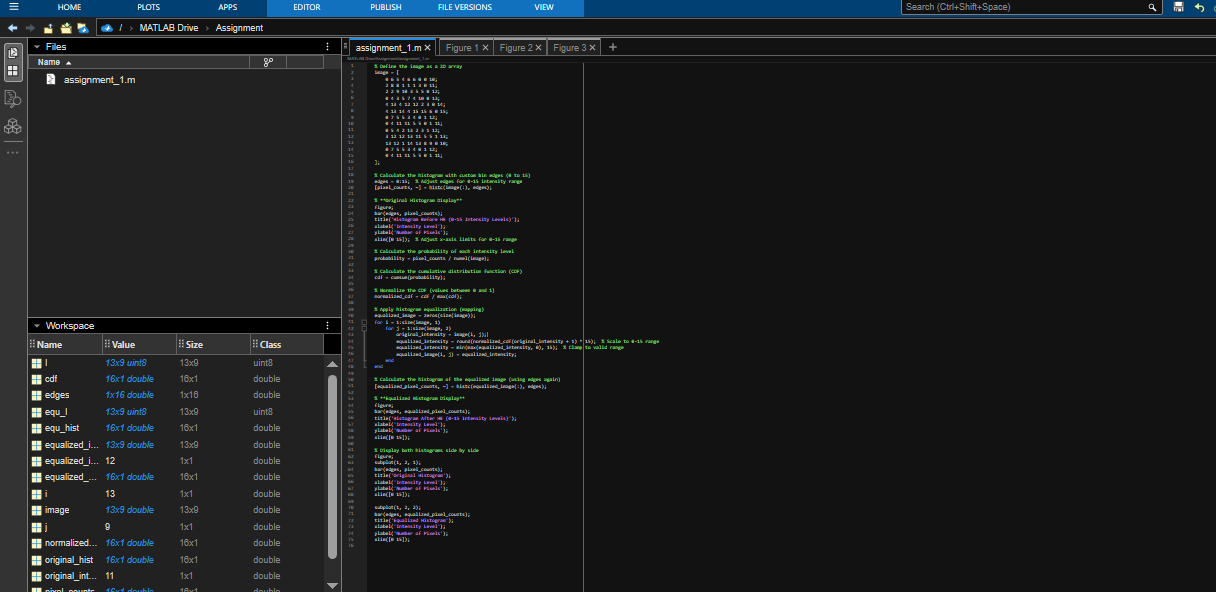 HOME PLOTS APPS EDITOR PUBLISH FILE VERSIONS VIEW
Search (Ctrl+Shift+Space)
/ › MATLAB Drive › Assignment
Files
Name
assignment_1.m
assignment_1.m × Figure 1 × Figure 2 × Figure 3 × +
% Define the image as a 2D array
image = [
];
% Calculate the histogram with custom bin edges (0 to 15)
edges = 0:15; % Adjust edges for 0-15 intensity range
[pixel_counts, ~] = histc(image(:), edges);
% **Original Histogram Display**
figure;
bar(edges, pixel_counts);
title('Histogram Before HE (0-15 Intensity Levels)');
xlabel('Intensity Level');
ylabel('Number of Pixels');
xlim([0 15]); % Adjust x-axis limits for 0-15 range
% Calculate the probability of each intensity level
probability = pixel_counts / numel(image);
% Calculate the cumulative distribution function (CDF)
cdf = cumsum(probability);
% Normalize the CDF (values between 0 and 1)
normalized_cdf = cdf / max(cdf);
% Apply histogram equalization (mapping)
equalized_image = zeros(size(image));
for i = 1:size(image, 1)
for j = 1:size(image, 2)
original_intensity = image(i, j);
equalized_intensity = round(normalized_cdf(original_intensity + 1) * 15); % Scale to 0-15 range
equalized_intensity = min(max(equalized_intensity, 0), 15); % Clamp to valid range
equalized_image(i, j) = equalized_intensity;
end
end
% Calculate the histogram of the equalized image (using edges again)
[equalized_pixel_counts, ~] = histc(equalized_image(:), edges);
% **Equalized Histogram Display**
figure;
bar(edges, equalized_pixel_counts);
title('Histogram After HE (0-15 Intensity Levels)');
xlabel('Intensity Level');
ylabel('Number of Pixels');
xlim([0 15]);
% Display both histograms side by side
figure;
subplot(1, 2, 1);
bar(edges, pixel_counts);
title('Original Histogram');
xlabel('Intensity Level');
ylabel('Number of Pixels');
xlim([0 15]);
subplot(1, 2, 2);
bar(edges, equalized_pixel_counts);
title('Equalized Histogram');
xlabel('Intensity Level');
ylabel('Number of Pixels');
xlim([0 15]);
Workspace
Name Value Size Class
I 13x9 uint8 13x9 uint8
cdf 16x1 double 16x1 double
edges 1x16 double 1x16 double
equ_I 13x9 uint8 13x9 uint8
equ_hist 16x1 double 16x1 double
equalized_i... 13x9 double 13x9 double
equalized_i... 12 1x1 double
equalized_... 16x1 double 16x1 double
i 13 1x1 double
image 13x9 double 13x9 double
j 9 1x1 double
normalized... 16x1 double 16x1 double
original_hist 16x1 double 16x1 double
original_int... 11 1x1 double
pixel_counts 16x1 double 16x1 double